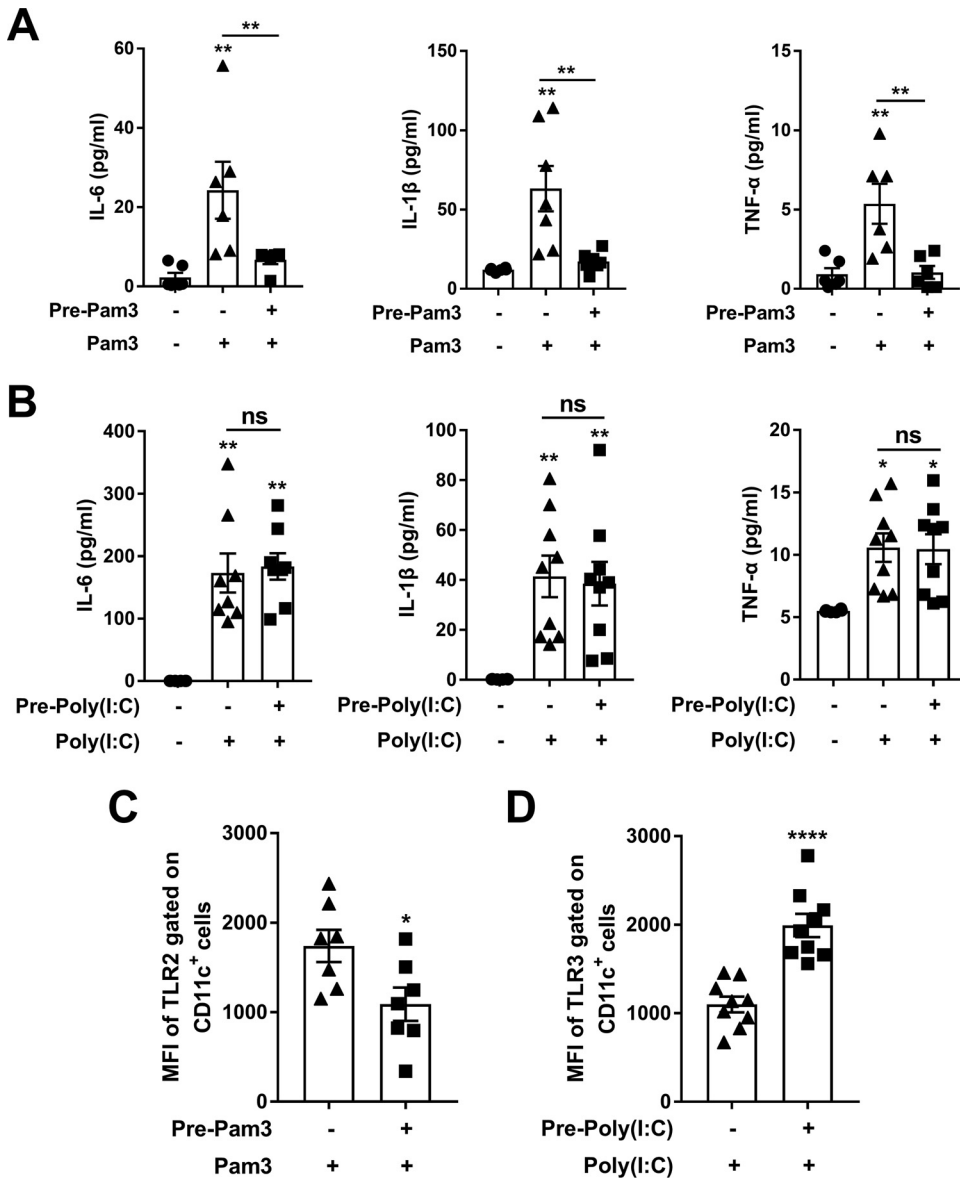 A
IL-6 (pg/ml)
60
40
20
0
**
**
Pre-Pam3 - - +
Pam3 - + +
IL-1β (pg/ml)
150
100
50
0
**
**
Pre-Pam3 - - +
Pam3 - + +
TNF-α (pg/ml)
15
10
5
0
**
**
Pre-Pam3 - - +
Pam3 - + +
B
IL-6 (pg/ml)
400
300
200
100
0
ns
**
**
Pre-Poly(I:C) - - +
Poly(I:C) - + +
IL-1β (pg/ml)
100
80
60
40
20
0
ns
**
**
Pre-Poly(I:C) - - +
Poly(I:C) - + +
TNF-α (pg/ml)
20
15
10
5
0
ns
*
*
Pre-Poly(I:C) - - +
Poly(I:C) - + +
C
MFI of TLR2 gated on
CD11c+ cells
3000
2000
1000
0
*
Pre-Pam3 - +
Pam3 + +
D
MFI of TLR3 gated on
CD11c+ cells
3000
2000
1000
0
****
Pre-Poly(I:C) - +
Poly(I:C) + +